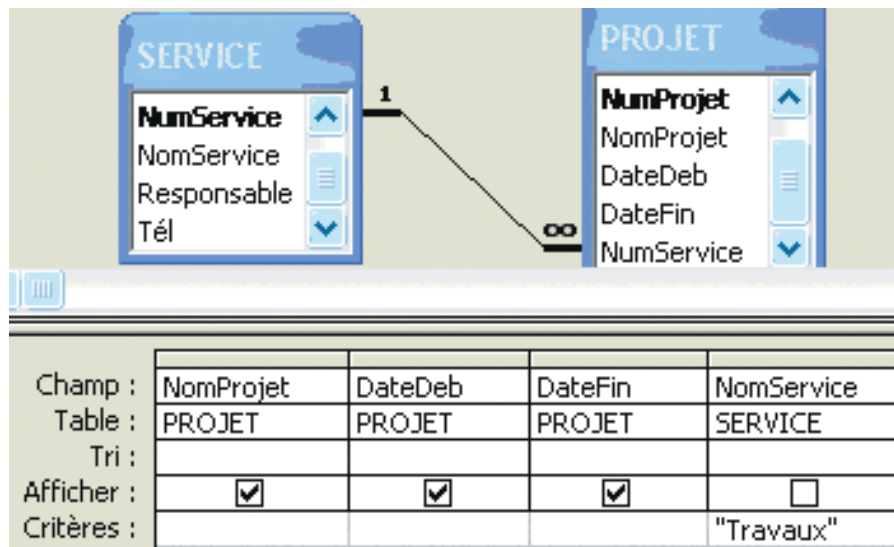 SERVICE
NumService
NomService
Responsable
Tél
1
∞
PROJET
NumProjet
NomProjet
DateDeb
DateFin
NumService
Champ : NomProjet DateDeb DateFin NomService
Table : PROJET PROJET PROJET SERVICE
Tri :
Afficher :
Critères : "Travaux"